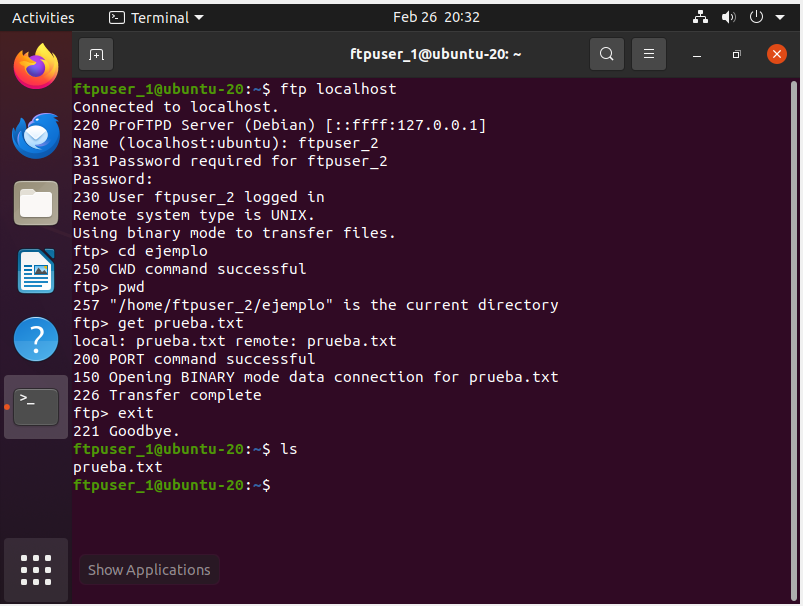 Activities Terminal Feb 26 20:32
ftpuser_1@ubuntu-20: ~
ftpuser_1@ubuntu-20:~$ ftp localhost
Connected to localhost.
220 ProFTPD Server (Debian) [::ffff:127.0.0.1]
Name (localhost:ubuntu): ftpuser_2
331 Password required for ftpuser_2
Password:
230 User ftpuser_2 logged in
Remote system type is UNIX.
Using binary mode to transfer files.
ftp> cd ejemplo
250 CWD command successful
ftp> pwd
257 "/home/ftpuser_2/ejemplo" is the current directory
ftp> get prueba.txt
local: prueba.txt remote: prueba.txt
200 PORT command successful
150 Opening BINARY mode data connection for prueba.txt
226 Transfer complete
ftp> exit
221 Goodbye.
ftpuser_1@ubuntu-20:~$ ls
prueba.txt
ftpuser_1@ubuntu-20:~$
Show Applications